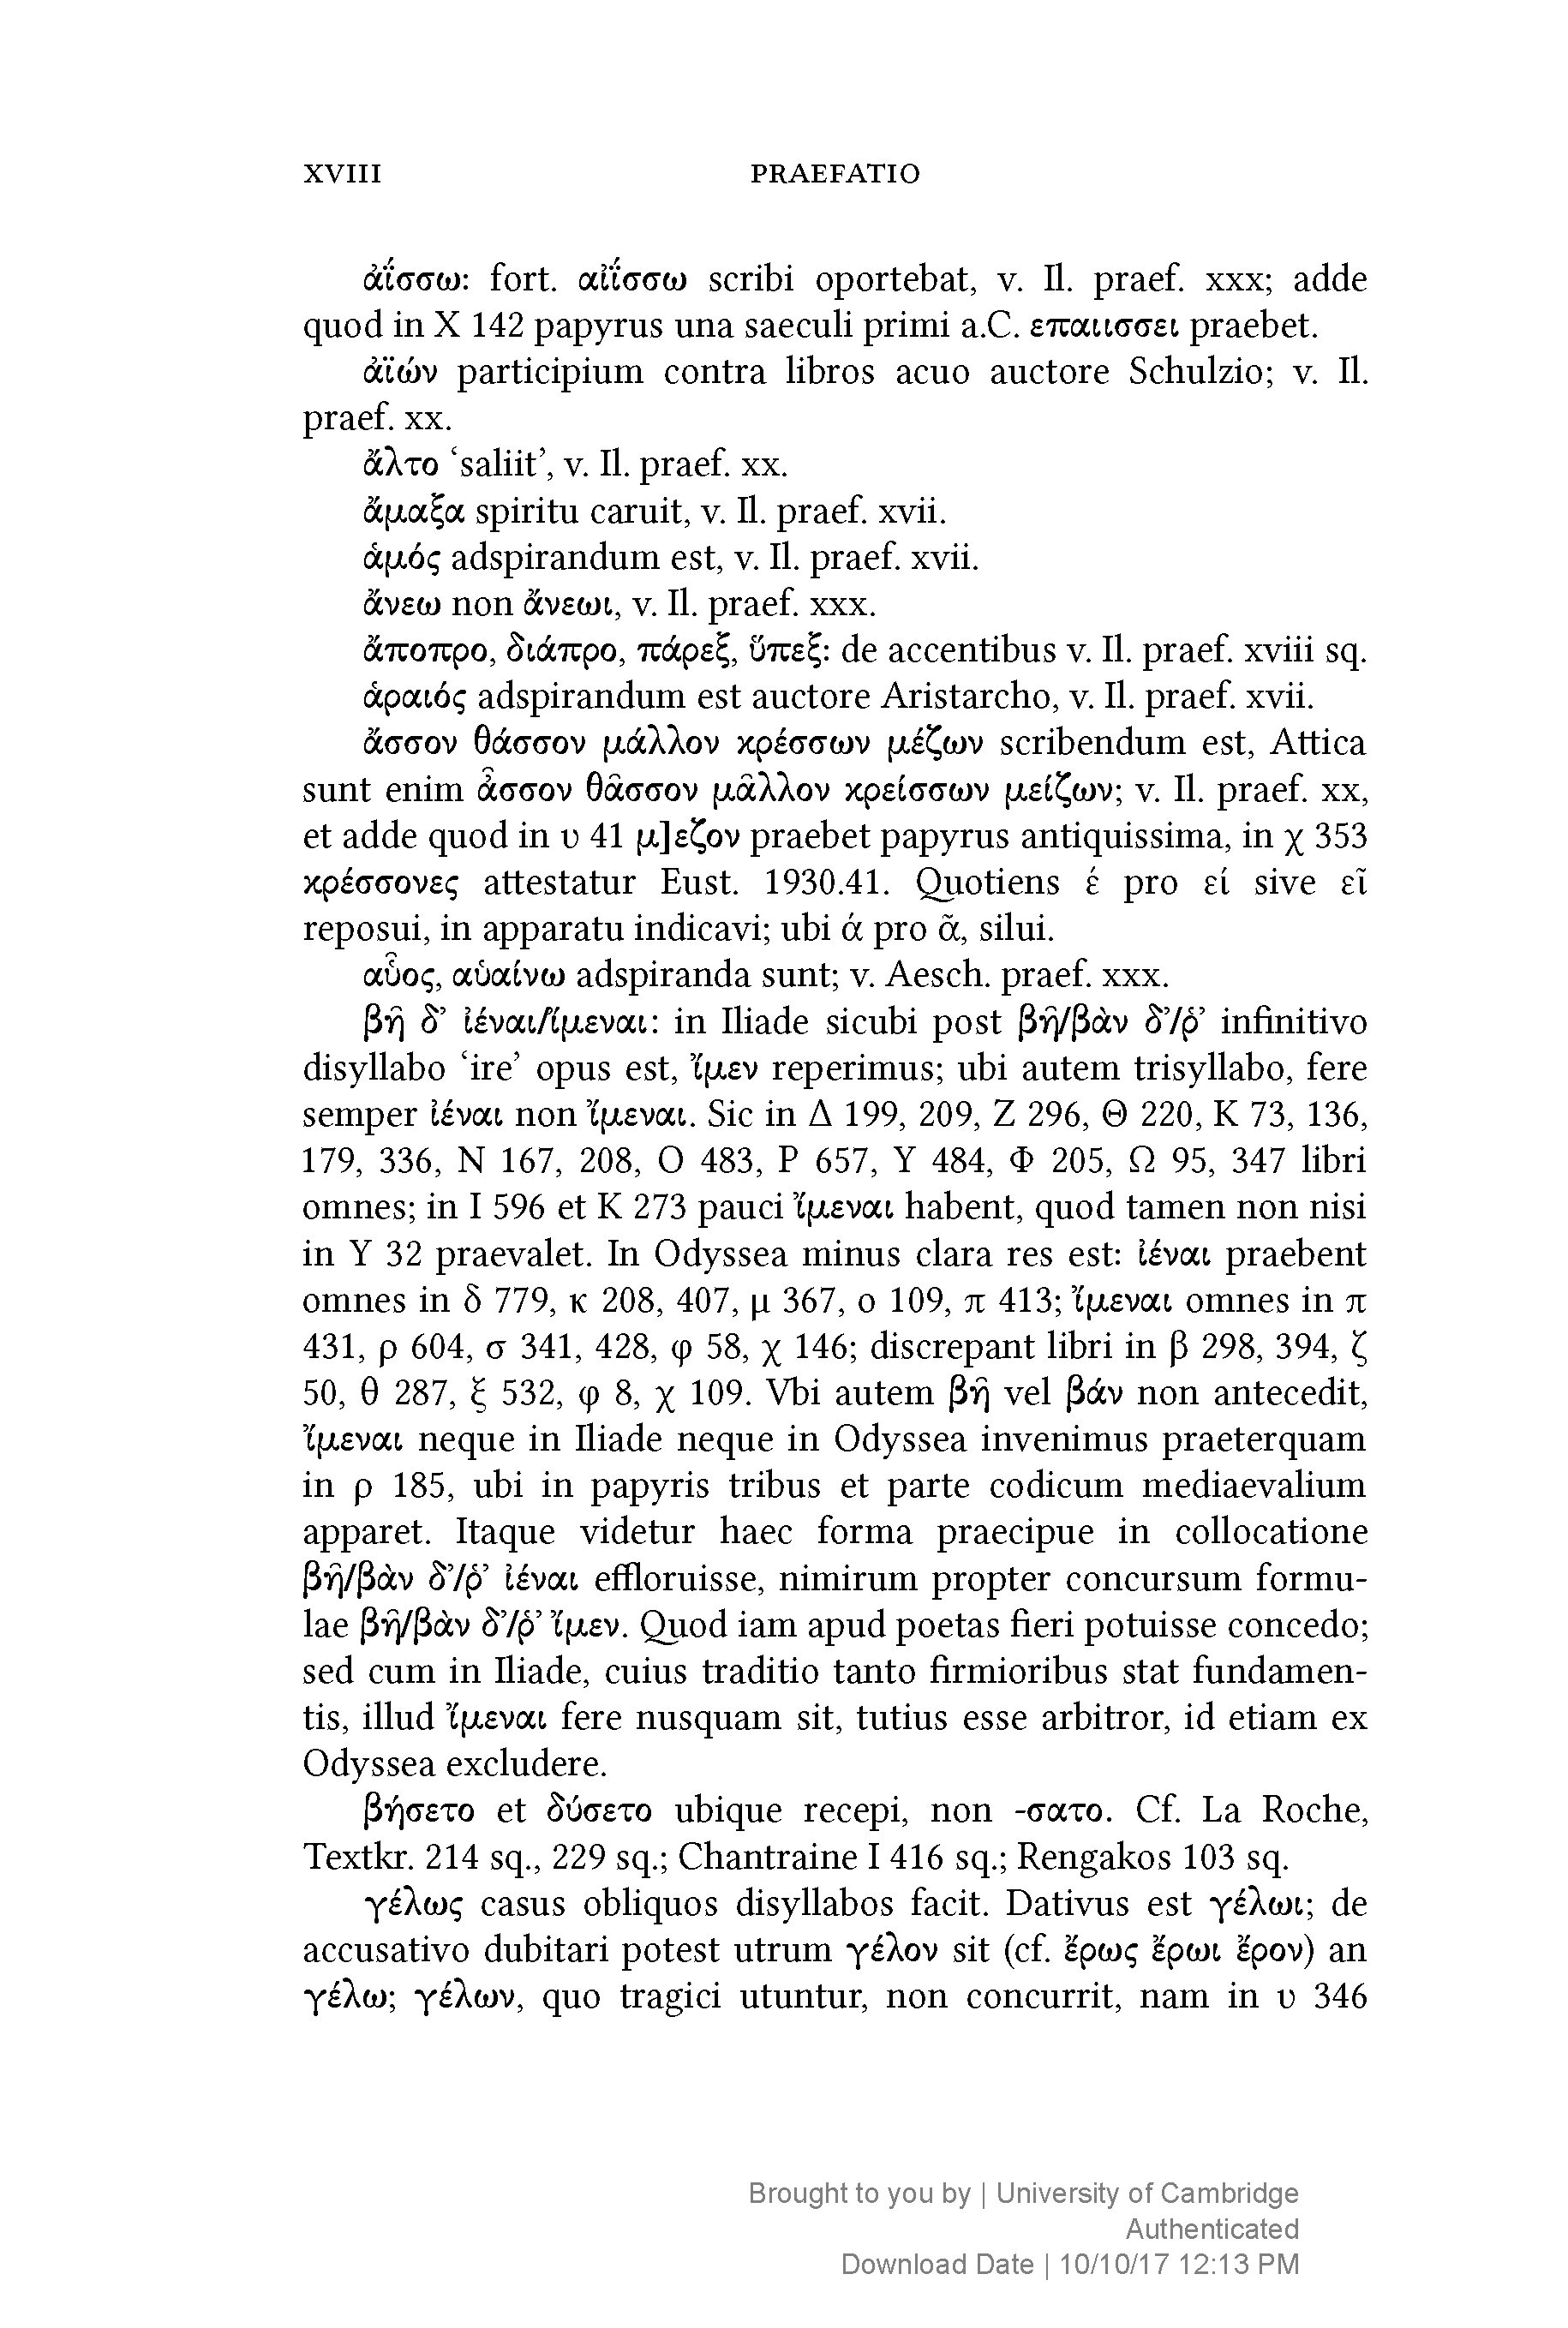 XVIII PRAEFATIO
ἀΐσσω: fort. αἰΐσσω scribi oportebat, v. Il. praef. xxx; adde
quod in X 142 papyrus una saeculi primi a.C. επαιισσει praebet.
ἀϊών participium contra libros acuo auctore Schulzio; v. Il.
praef. xx.
ἄλτο ‘saliit’, v. Il. praef. xx.
ἄμαξα spiritu caruit, v. Il. praef. xvii.
ἁμός adspirandum est, v. Il. praef. xvii.
ἄνεω non ἄνεωι, v. Il. praef. xxx.
ἄποπρο, διάπρο, πάρεξ, ὕπεξ: de accentibus v. Il. praef. xviii sq.
ἁραιός adspirandum est auctore Aristarcho, v. Il. praef. xvii.
ἄσσον θάσσον μάλλον κρέσσων μέζων scribendum est, Attica
sunt enim ἆσσον θᾶσσον μᾶλλον κρείσσων μείζων; v. Il. praef. xx,
et adde quod in υ 41 μ]εζον praebet papyrus antiquissima, in χ 353
κρέσσονες attestatur Eust. 1930.41. Quotiens έ pro εί sive εῖ
reposui, in apparatu indicavi; ubi ά pro ᾶ, silui.
αὗος, αὑαίνω adspiranda sunt; v. Aesch. praef. xxx.
βῆ δ’ ἰέναι/ἴμεναι: in Iliade sicubi post βῆ/βὰν δ’/ῥ’ infinitivo
disyllabo ‘ire’ opus est, ἴμεν reperimus; ubi autem trisyllabo, fere
semper ἰέναι non ἴμεναι. Sic in Δ 199, 209, Ζ 296, Θ 220, Κ 73, 136,
179, 336, Ν 167, 208, Ο 483, Ρ 657, Υ 484, Φ 205, Ω 95, 347 libri
omnes; in Ι 596 et Κ 273 pauci ἴμεναι habent, quod tamen non nisi
in Υ 32 praevalet. In Odyssea minus clara res est: ἰέναι praebent
omnes in δ 779, κ 208, 407, μ 367, ο 109, π 413; ἴμεναι omnes in π
431, ρ 604, σ 341, 428, φ 58, χ 146; discrepant libri in β 298, 394, ζ
50, θ 287, ξ 532, φ 8, χ 109. Vbi autem βῆ vel βάν non antecedit,
ἴμεναι neque in Iliade neque in Odyssea invenimus praeterquam
in ρ 185, ubi in papyris tribus et parte codicum mediaevalium
apparet. Itaque videtur haec forma praecipue in collocatione
βῆ/βὰν δ’/ῥ’ ἰέναι effloruisse, nimirum propter concursum formu-
lae βῆ/βὰν δ’/ῥ’ ἴμεν. Quod iam apud poetas fieri potuisse concedo;
sed cum in Iliade, cuius traditio tanto firmioribus stat fundamen-
tis, illud ἴμεναι fere nusquam sit, tutius esse arbitror, id etiam ex
Odyssea excludere.
βήσετο et δύσετο ubique recepi, non -σατο. Cf. La Roche,
Textkr. 214 sq., 229 sq.; Chantraine I 416 sq.; Rengakos 103 sq.
γέλως casus obliquos disyllabos facit. Dativus est γέλωι; de
accusativo dubitari potest utrum γέλον sit (cf. ἔρως ἔρωι ἔρον) an
γέλω; γέλων, quo tragici utuntur, non concurrit, nam in υ 346
Brought to you by | University of Cambridge
Authenticated
Download Date | 10/10/17 12:13 PM